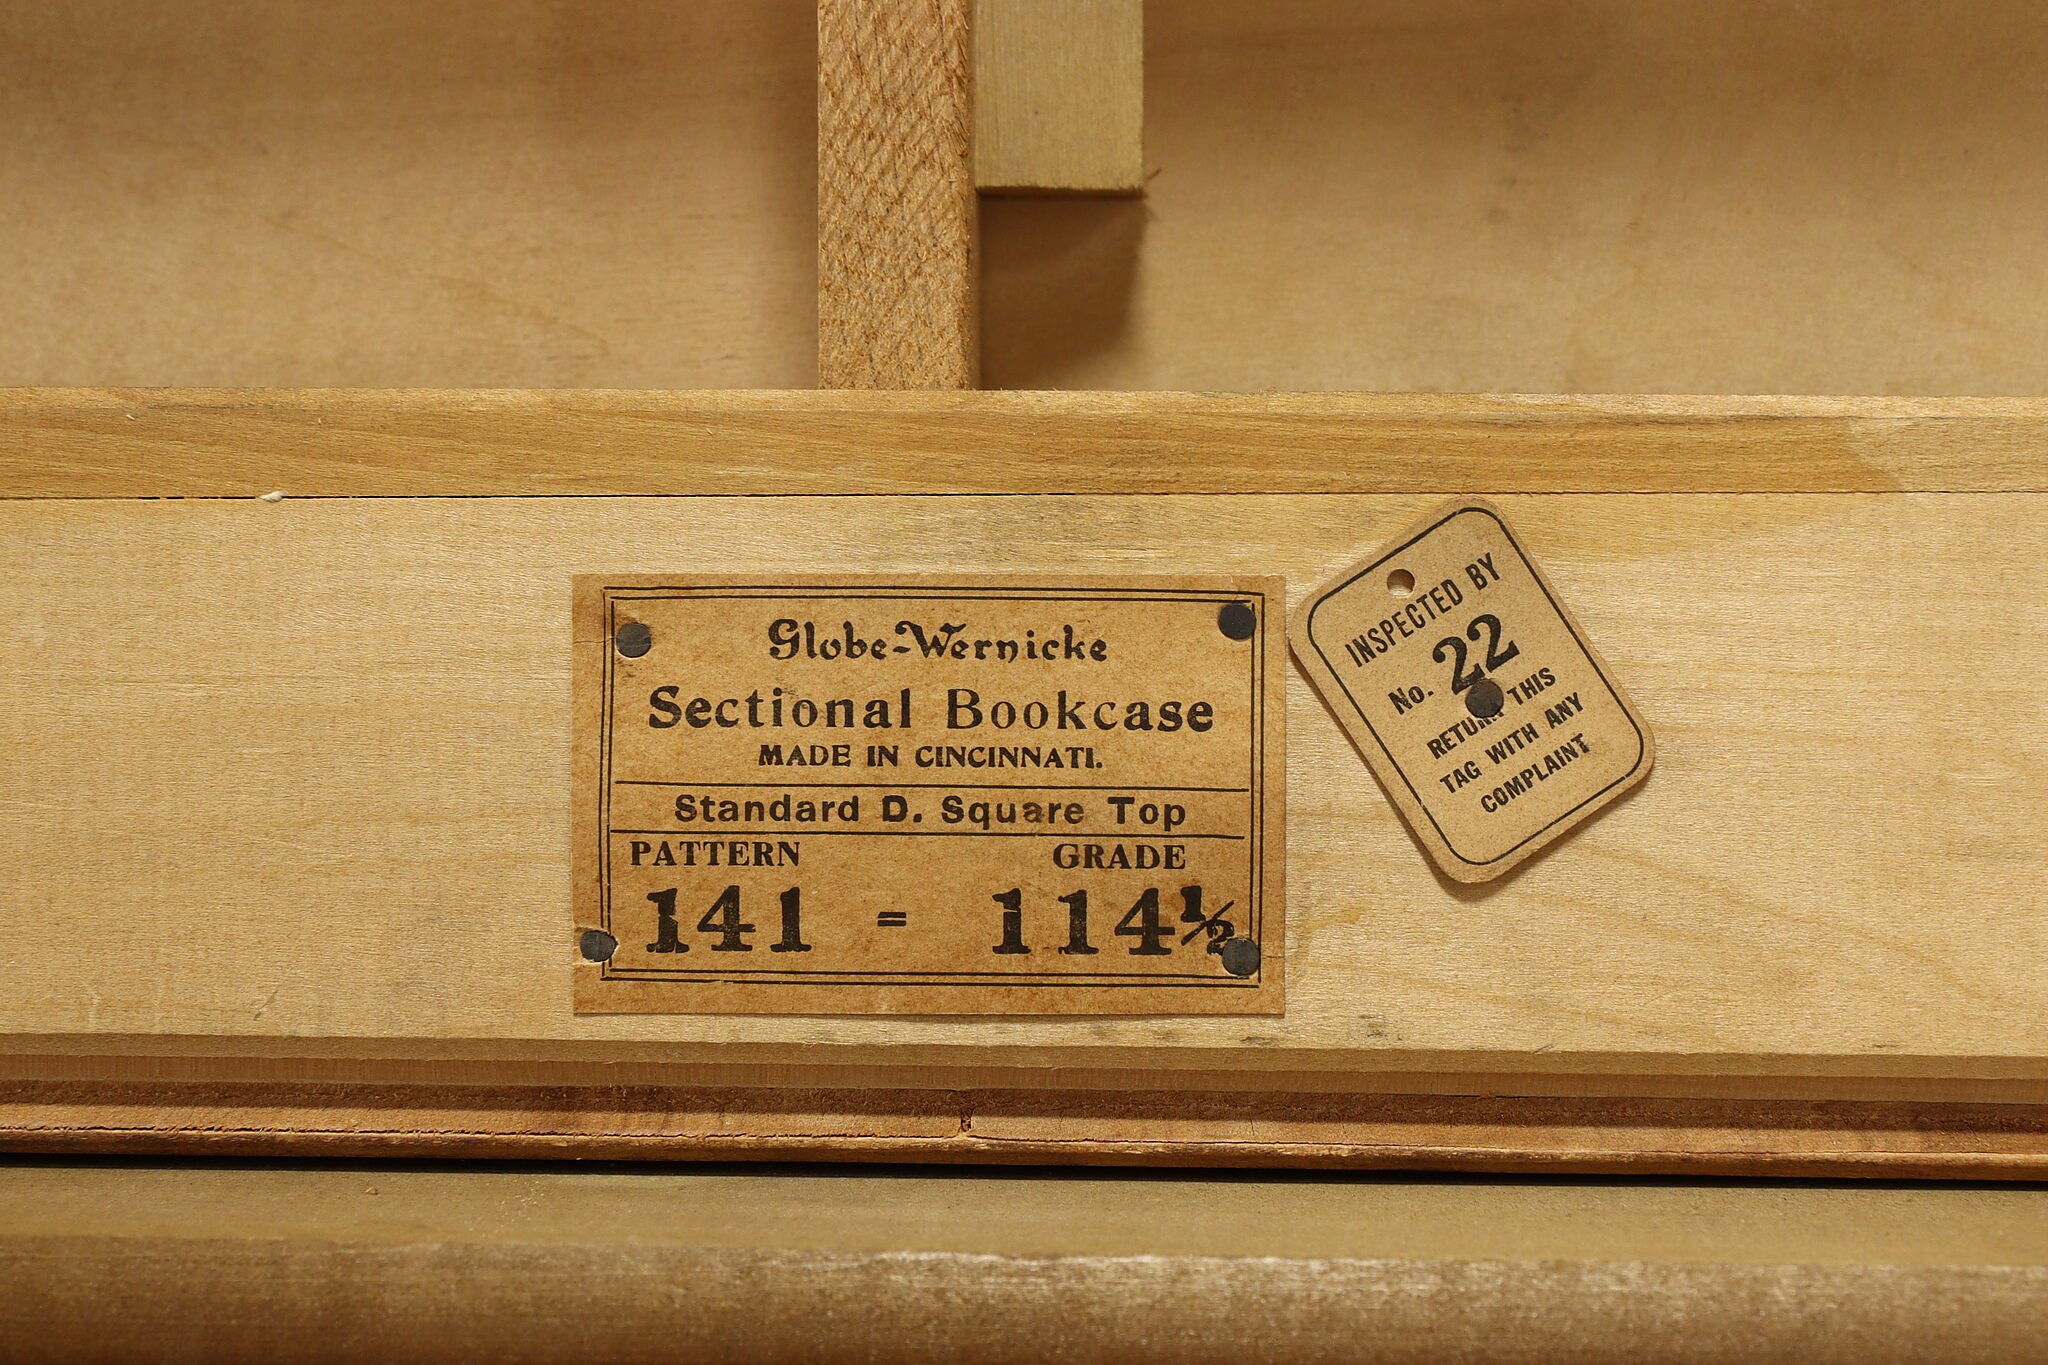 Globe-Wernicke
Sectional Bookcase
MADE IN CINCINNATI.
Standard D. Square Top
PATTERN GRADE
141 = 114½
INSPECTED BY
No. 22
RETURN THIS
TAG WITH ANY
COMPLAINT